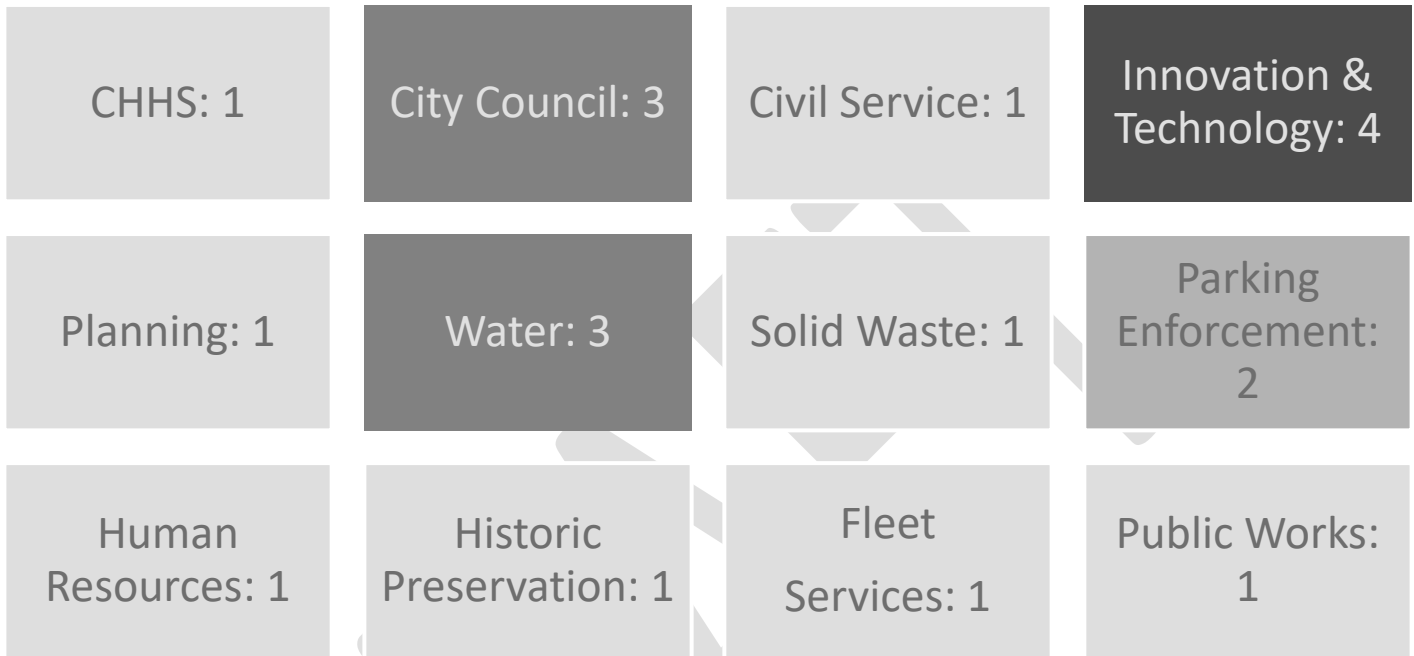 CHHS: 1
City Council: 3
Civil Service: 1
Innovation &
Technology: 4
Planning: 1
Water: 3
Solid Waste: 1
Parking
Enforcement:
2
Human
Resources: 1
Historic
Preservation: 1
Fleet
Services: 1
Public Works:
1